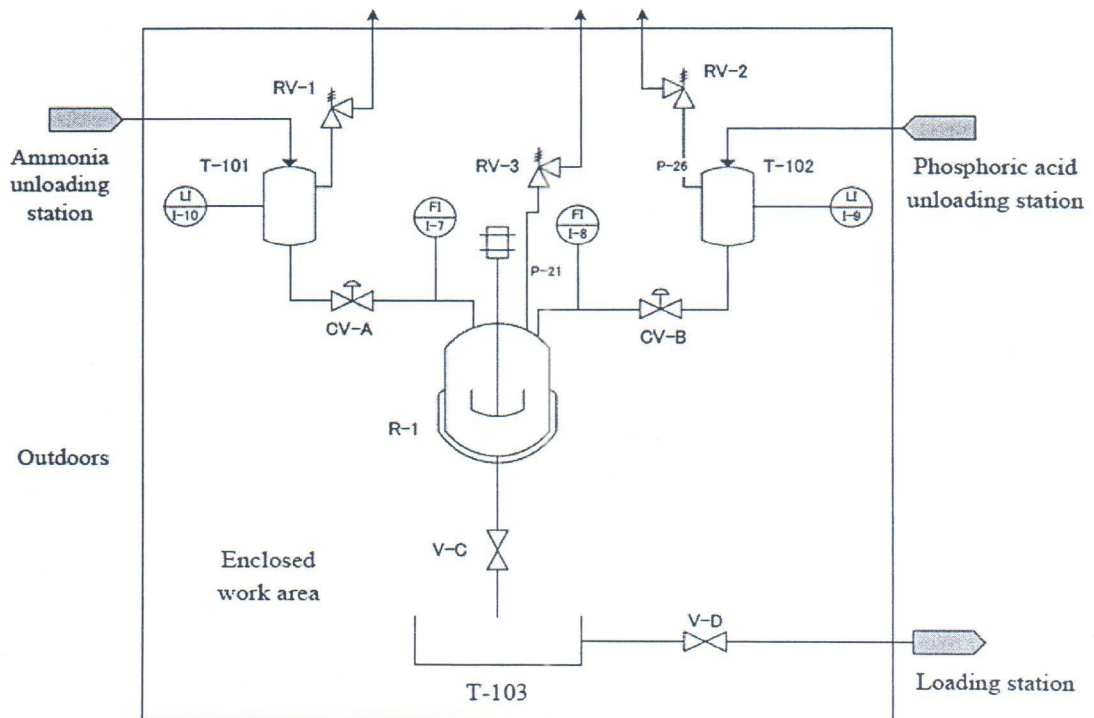 RV-1
RV-2
Ammonia
unloading
station
T-101
RV-3
P-26
T-102
Phosphoric acid
unloading station
LI
I-10
FI
I-7
FI
I-8
LI
I-9
P-21
CV-A
CV-B
R-1
Outdoors
V-C
Enclosed
work area
V-D
T-103
Loading station